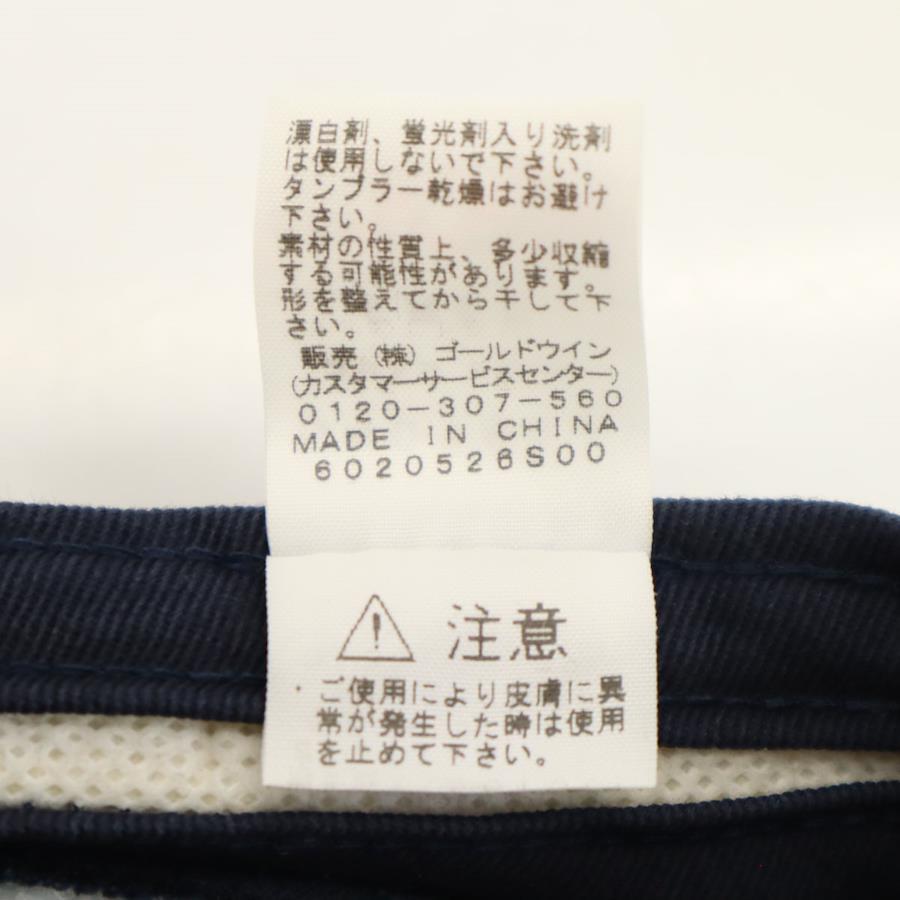 漂白剤、蛍光剤入り洗剤
は使用しないで下さい。
タンブラー乾燥はお避け
下さい。
素材の性質上、多少収縮
する可能性があります。
形を整えてから干して下
さい。
販売 (株) ゴールドウイン
(カスタマーサービスセンター)
0120-307-560
MADE IN CHINA
6020526S00
注意
・ご使用により皮膚に異
常が発生した時は使用
を止めて下さい。